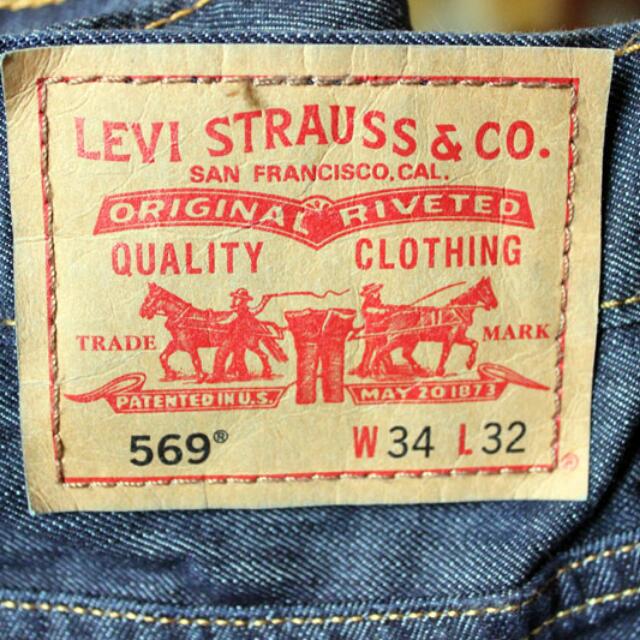 LEVI STRAUSS & CO.
SAN FRANCISCO, CAL.
ORIGINAL RIVETED
QUALITY CLOTHING
TRADE MARK
PATENTED IN U.S. MAY 20 1873
569® W 34 L 32
®